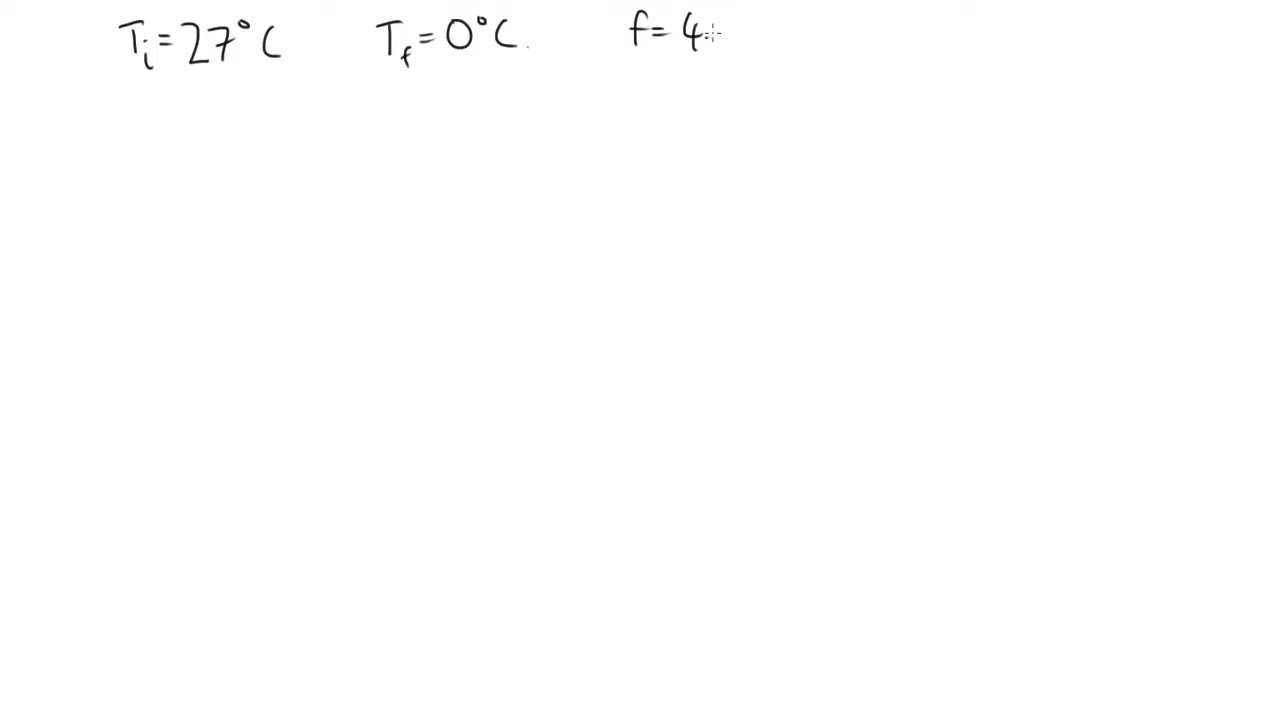 Ti = 27°C Tf = 0°C. f = 4